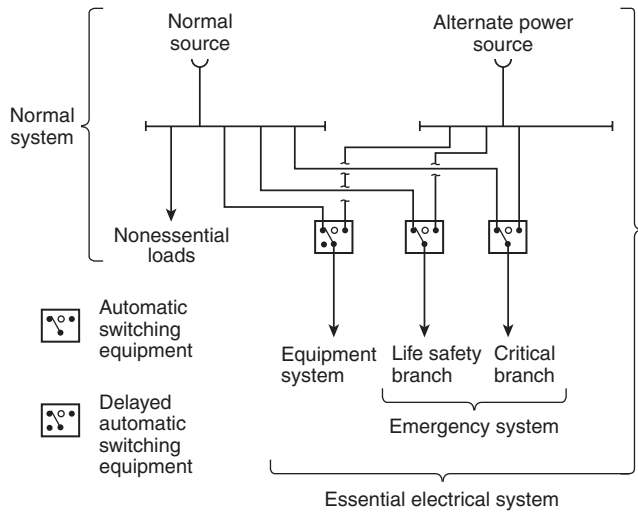 Normal
source
Alternate power
source
Normal
system
Nonessential
loads
Automatic
switching
equipment
Equipment
system
Life safety
branch
Critical
branch
Delayed
automatic
switching
equipment
Emergency system
Essential electrical system